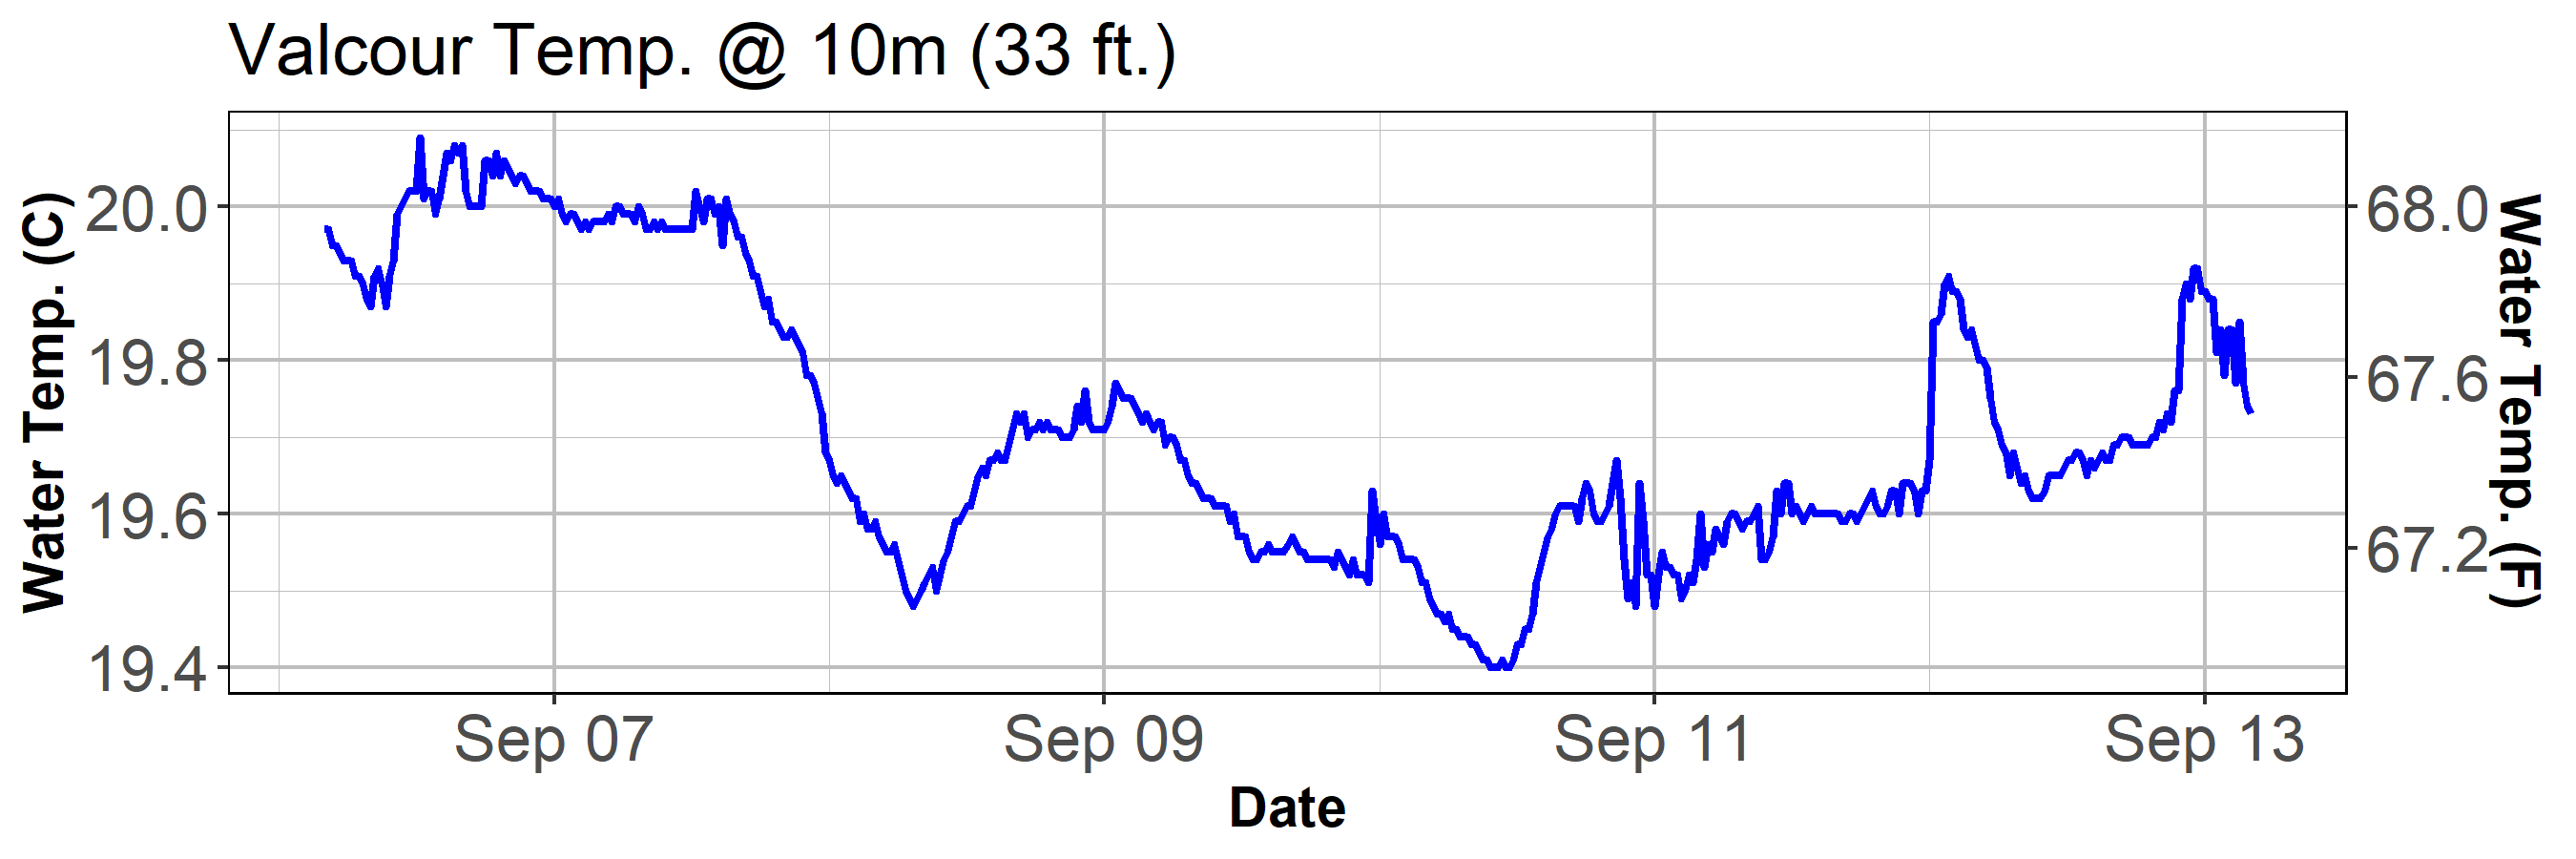 Valcour Temp. @ 10m (33 ft.)
Water Temp. (C)
20.0
19.8
19.6
19.4
68.0
67.6
67.2
Water Temp. (F)
Sep 07 Sep 09 Sep 11 Sep 13
Date